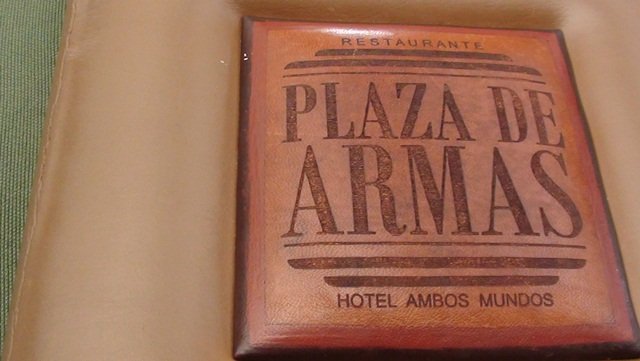 RESTAURANTE
PLAZA DE
ARMAS
HOTEL AMBOS MUNDOS